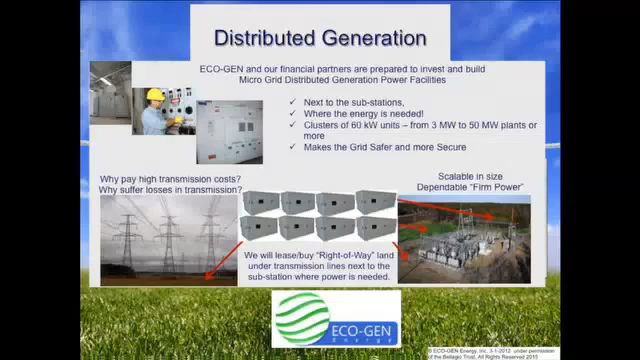 Distributed Generation
ECO-GEN and our financial partners are prepared to invest and build
Micro Grid Distributed Generation Power Facilities
✓ Next to the sub-stations,
✓ Where the energy is needed!
✓ Clusters of 60 kW units – from 3 MW to 50 MW plants or
more
✓ Makes the Grid Safer and more Secure
Why pay high transmission costs?
Why suffer losses in transmission?
Scalable in size
Dependable “Firm Power”
We will lease/buy “Right-of-Way” land
under transmission lines next to the
sub-station where power is needed.
ECO-GEN
Energy
© ECO-GEN Energy, Inc. 3-1-2012 under permission
of the Bellagio Trust, All Rights Reserved 2015